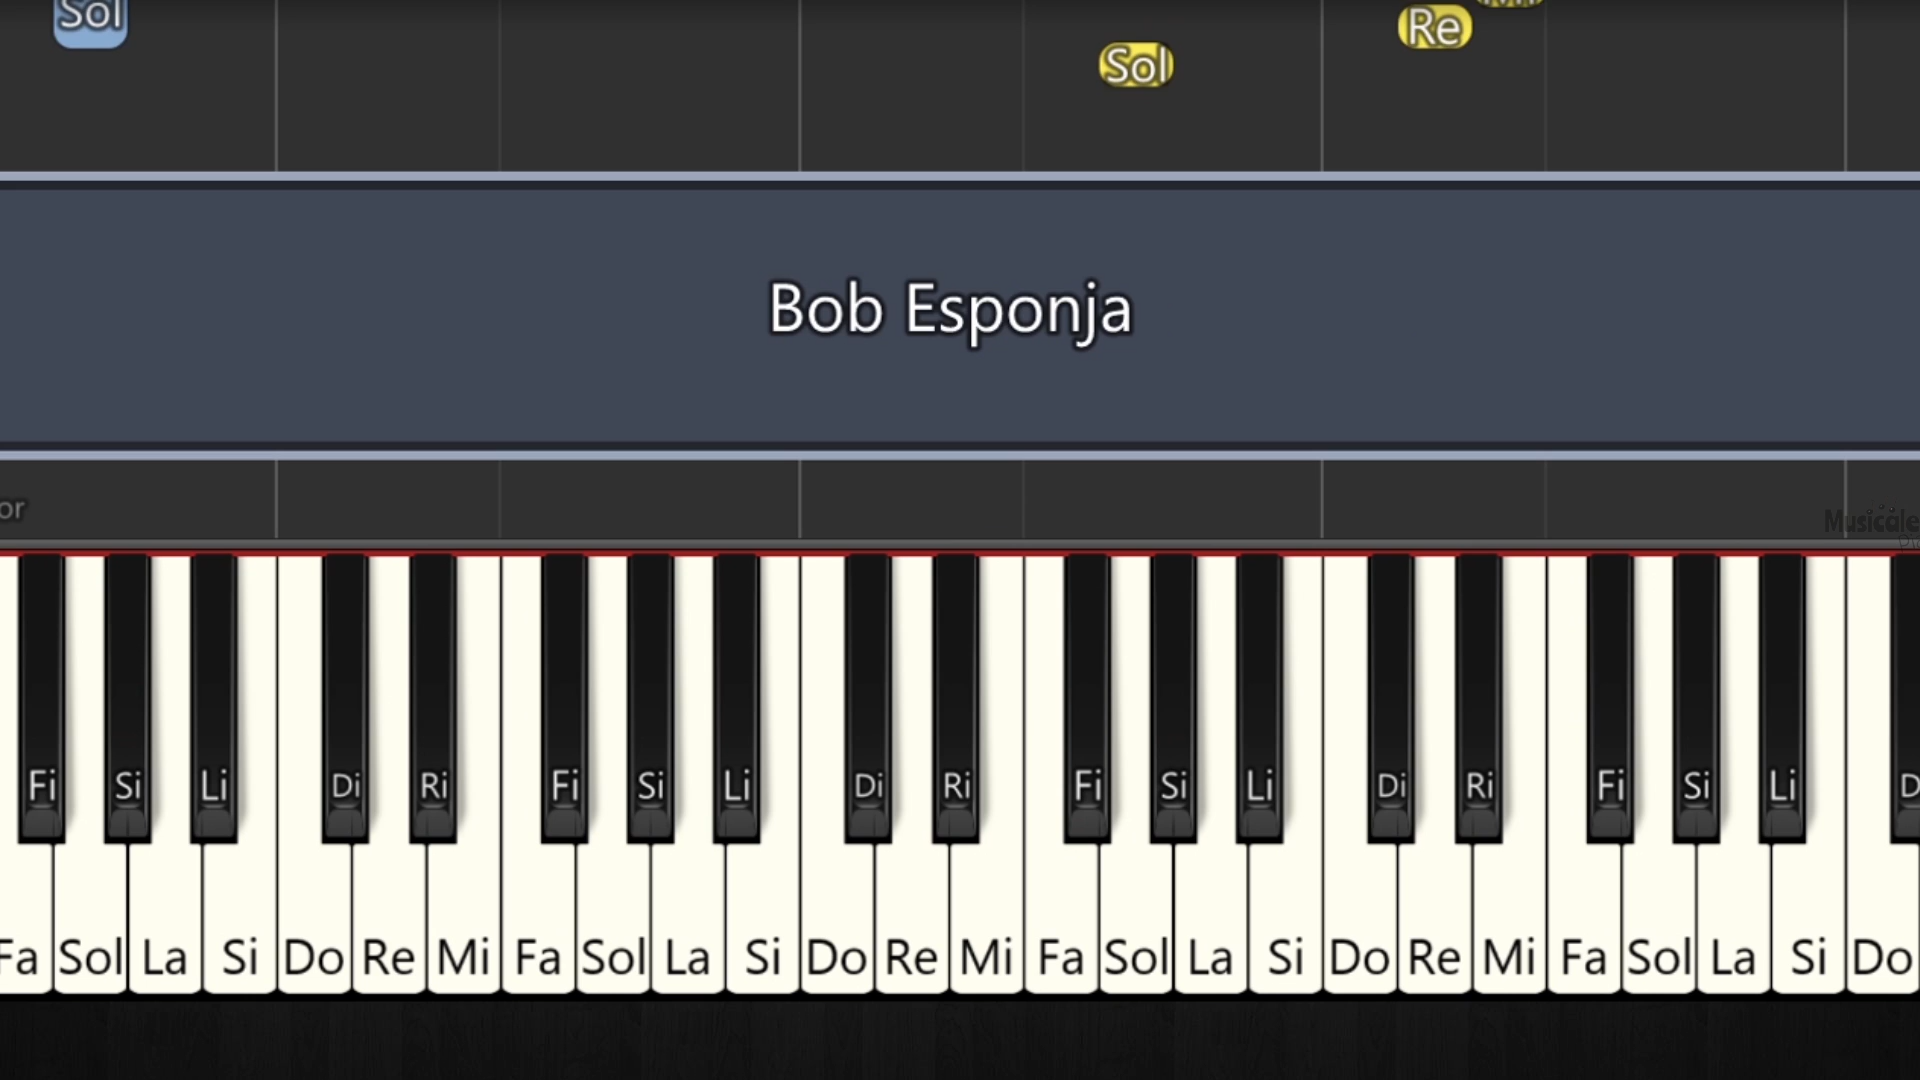 Sol Re
Sol
Bob Esponja
or
Musicale
Fi Si Li Di Ri Fi Si Li Di Ri Fi Si Li Di Ri Fi Si Li D
Fa Sol La Si Do Re Mi Fa Sol La Si Do Re Mi Fa Sol La Si Do Re Mi Fa Sol La Si Do